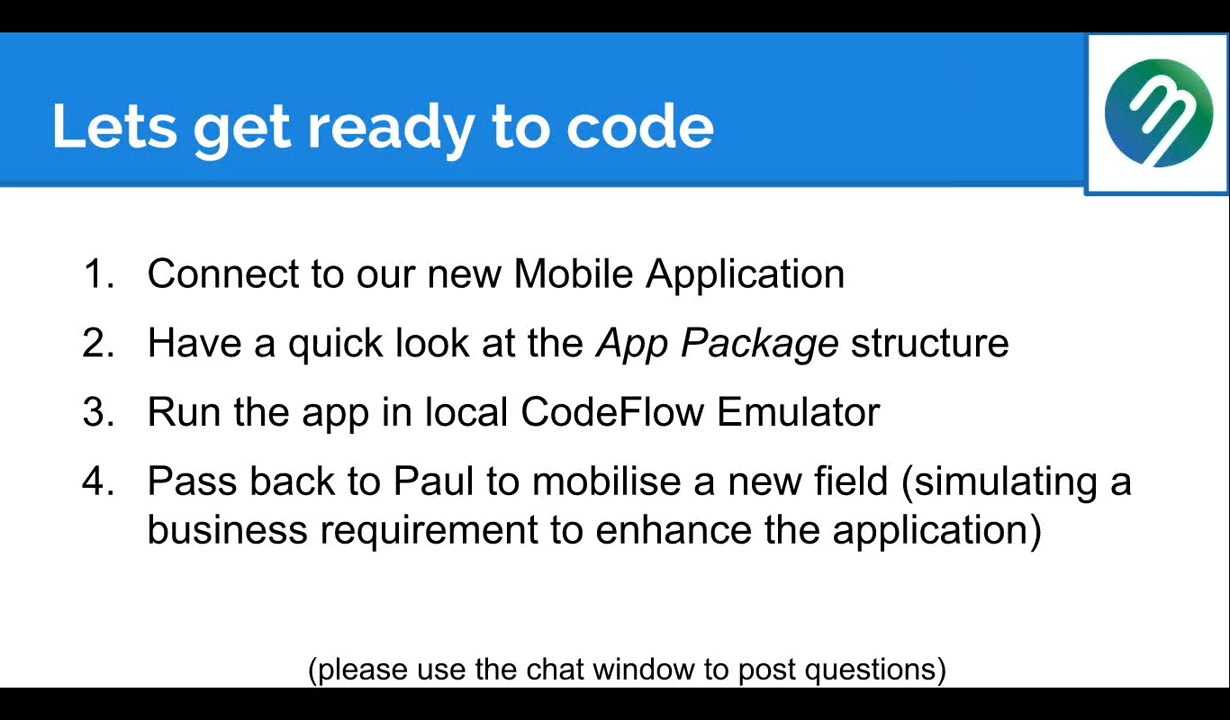 Lets get ready to code
1. Connect to our new Mobile Application
2. Have a quick look at the App Package structure
3. Run the app in local CodeFlow Emulator
4. Pass back to Paul to mobilise a new field (simulating a
business requirement to enhance the application)
(please use the chat window to post questions)